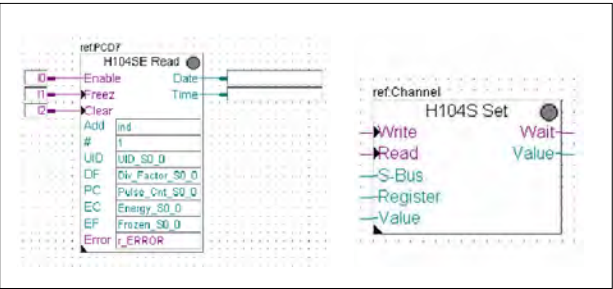 ref:PCD7
H104SE Read
I0 Enable Date
I1 Freez Time
I2 Clear
Add ind
# 1
UID UID_S0_0
DF Div_Factor_S0_0
PC Pulse_Cnt_S0_0
EC Energy_S0_0
EF Frozen_S0_0
Error r_ERROR
ref:Channel
H104S Set
Write Wait
Read Value
S-Bus
Register
Value